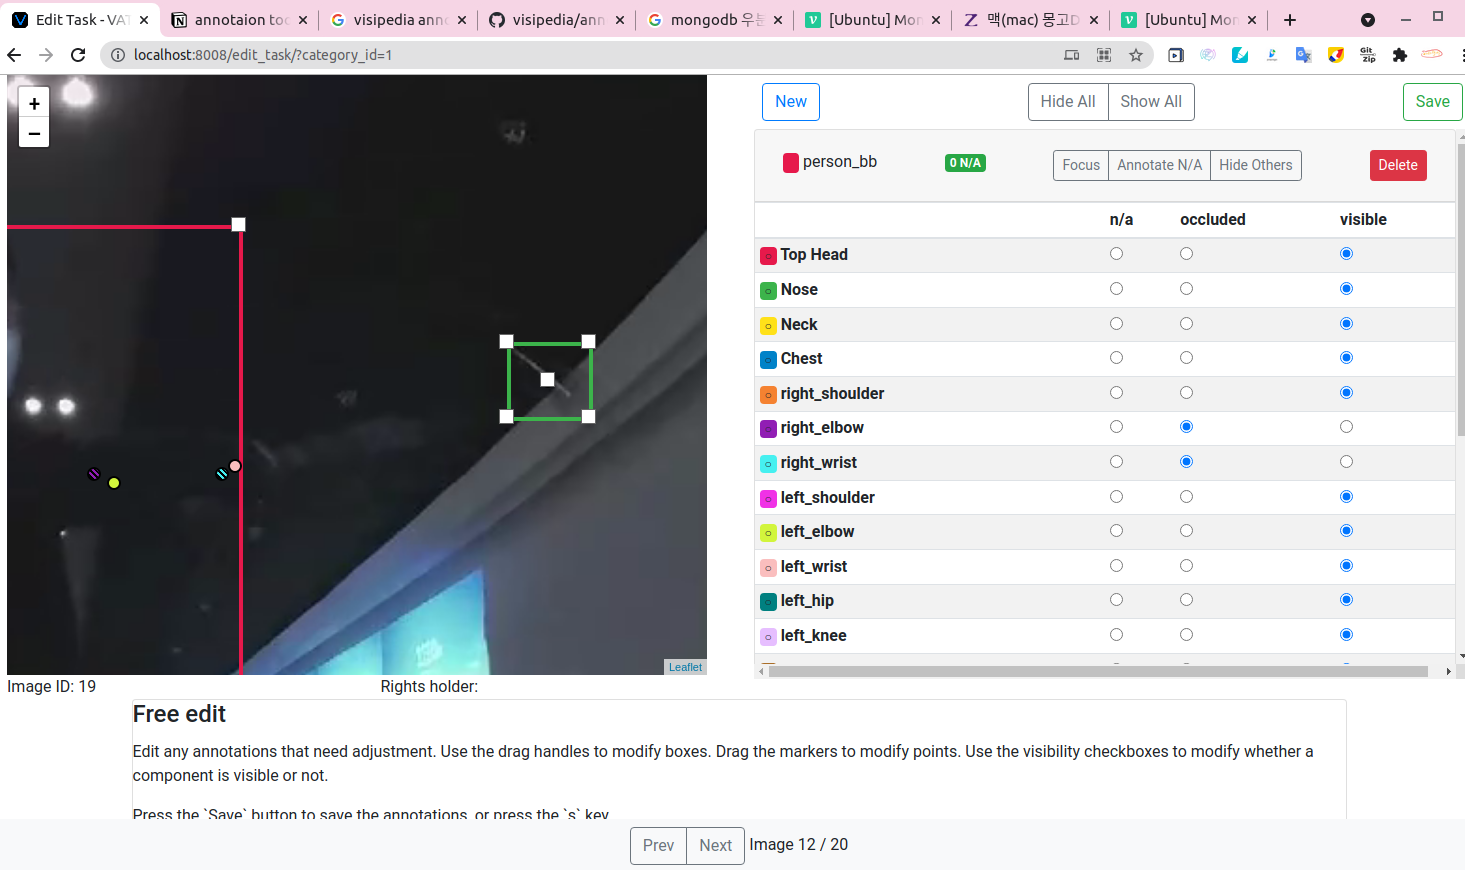 Edit Task - VAT
annotaion too
visipedia anno
visipedia/ann
mongodb 우분
[Ubuntu] Mon
맥(mac) 몽고D
[Ubuntu] Mon
localhost:8008/edit_task/?category_id=1
Git Zip
+
−
New
Hide All
Show All
Save
person_bb
0 N/A
Focus
Annotate N/A
Hide Others
Delete
n/a occluded visible
Top Head
Nose
Neck
Chest
right_shoulder
right_elbow
right_wrist
left_shoulder
left_elbow
left_wrist
left_hip
left_knee
Leaflet
Image ID: 19
Rights holder:
Free edit
Edit any annotations that need adjustment. Use the drag handles to modify boxes. Drag the markers to modify points. Use the visibility checkboxes to modify whether a
component is visible or not.
Press the `Save` button to save the annotations, or press the `s` key
Prev
Next
Image 12 / 20